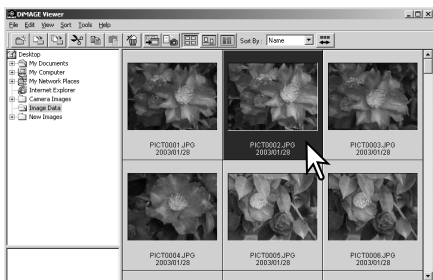 DiMAGE Viewer
File Edit View Sort Tools Help
Sort By : Name
Desktop
My Documents
My Computer
My Network Places
Internet Explorer
Camera Images
Image Data
New Images
PICT0001.JPG
2003/01/28
PICT0002.JPG
2003/01/28
PICT0003.JPG
2003/01/28
PICT0004.JPG
2003/01/28
PICT0005.JPG
2003/01/28
PICT0006.JPG
2003/01/28